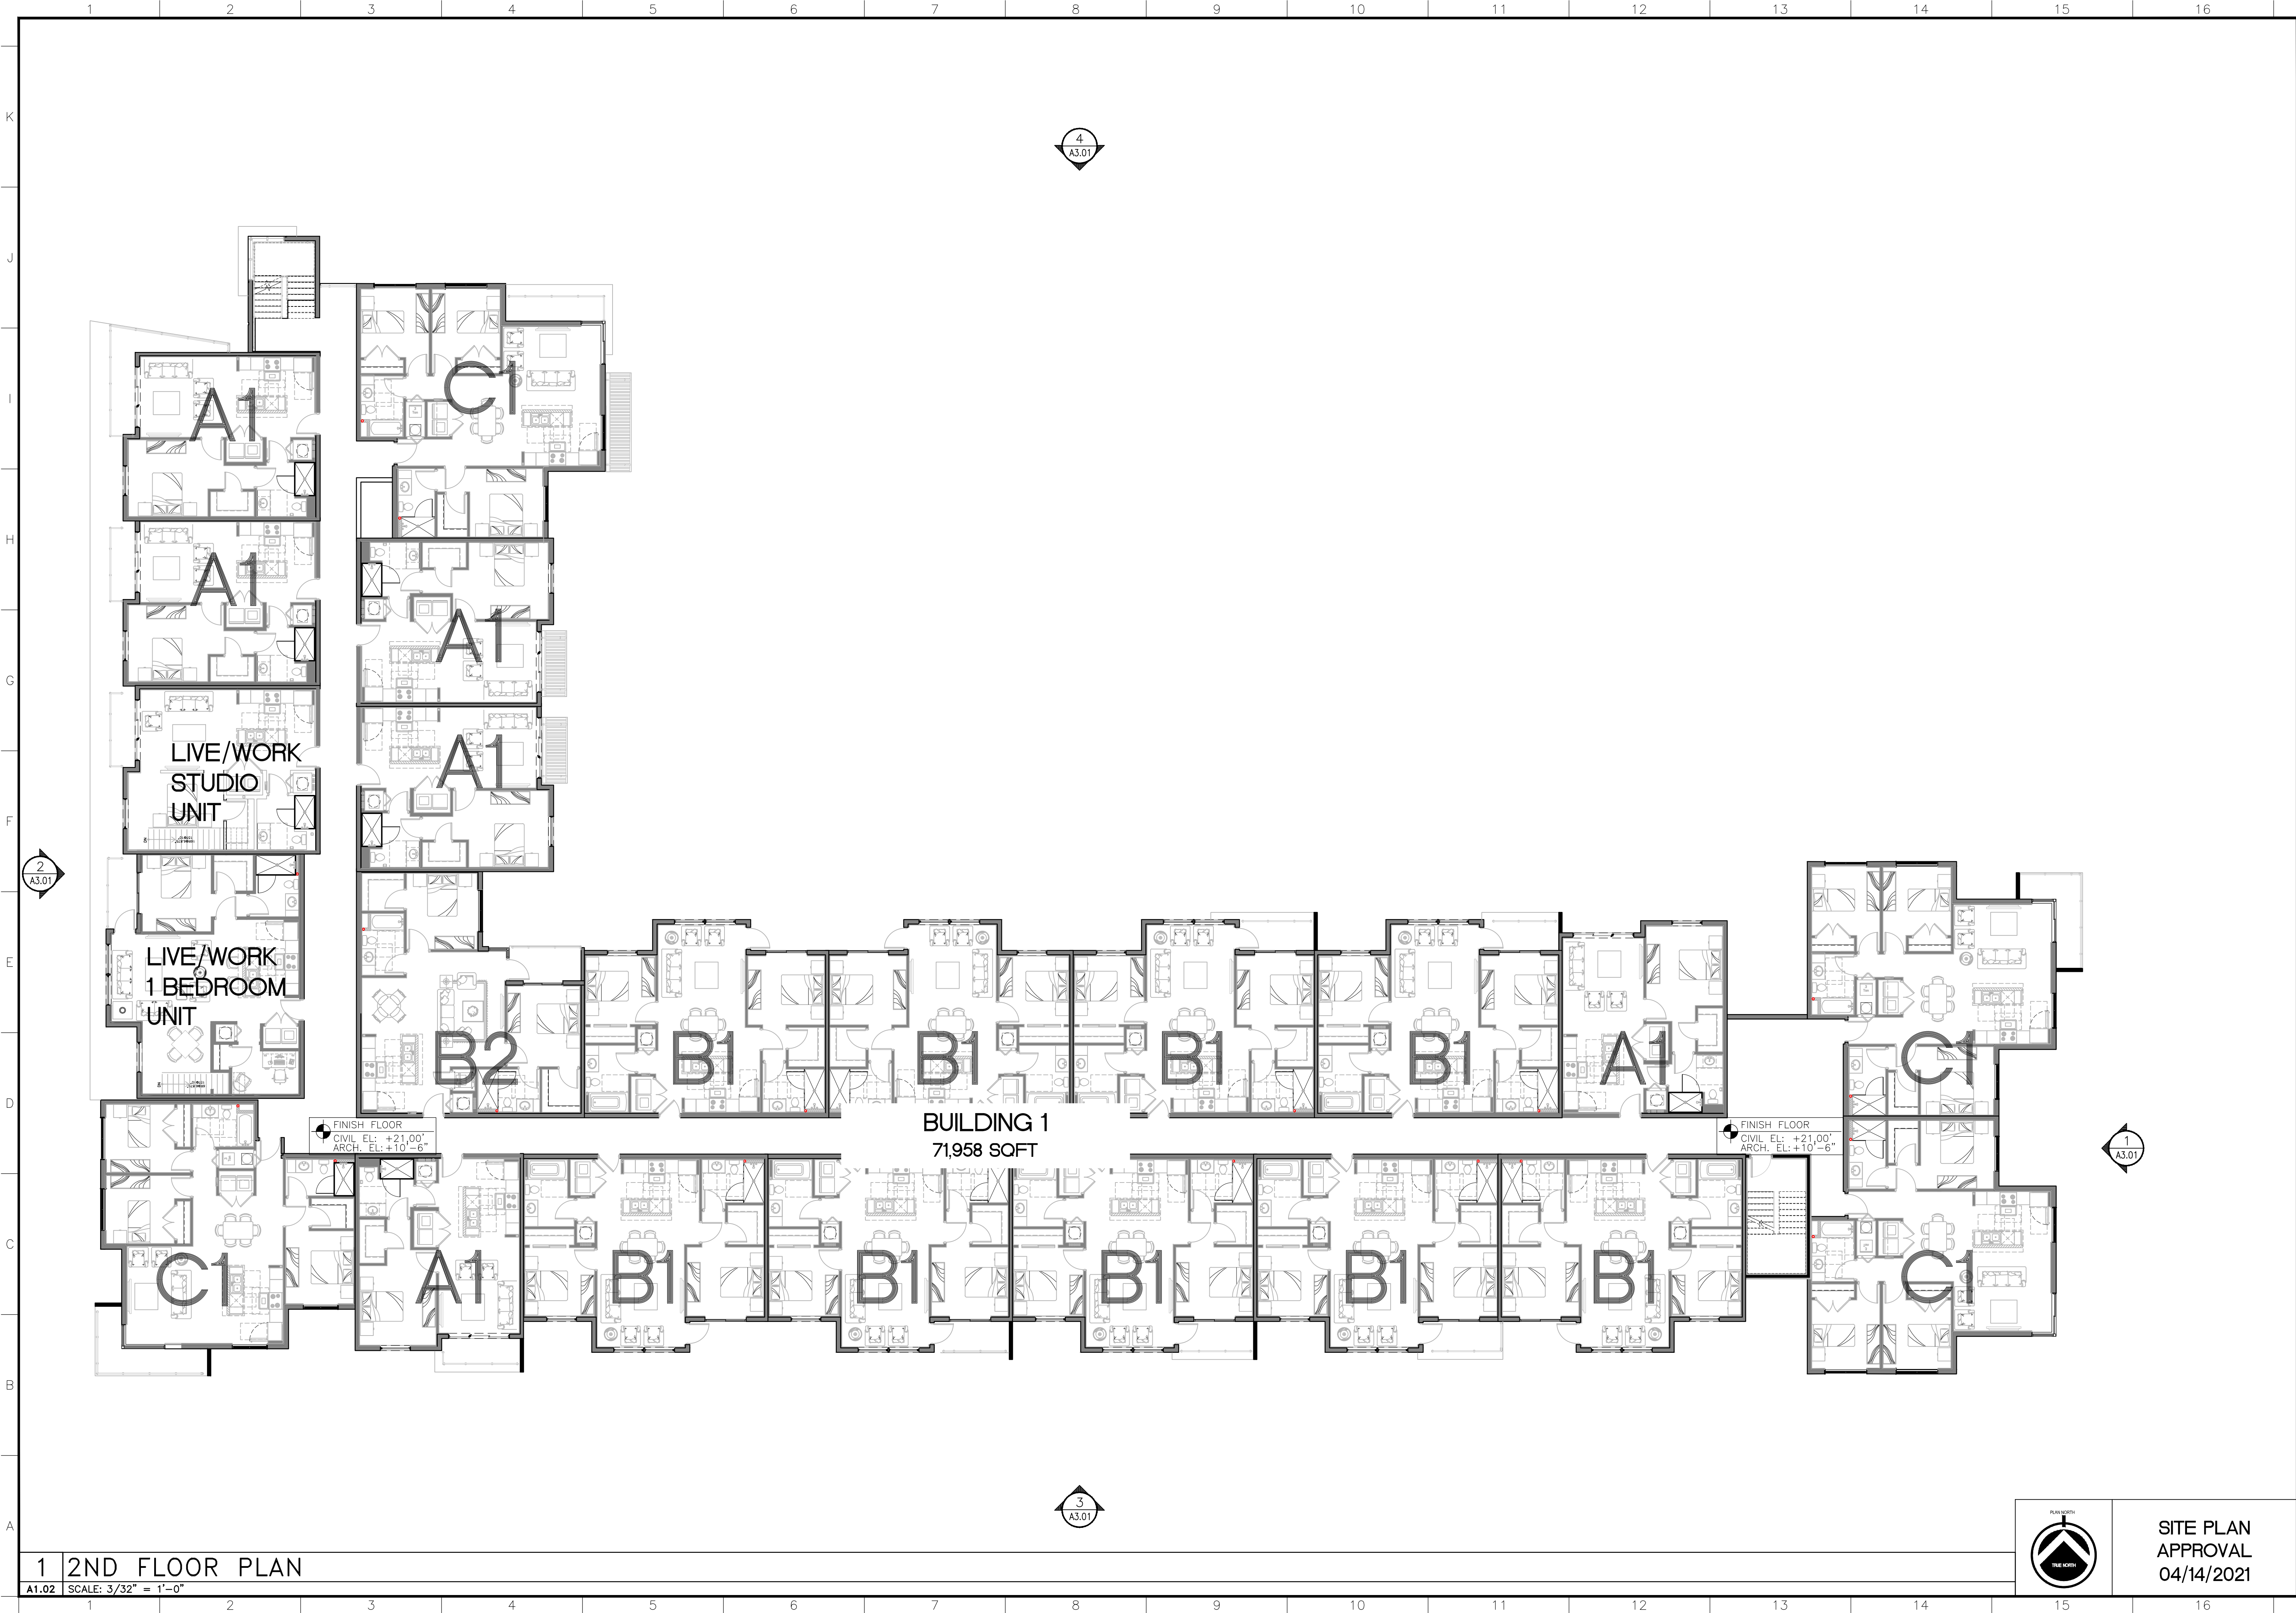 1 2 3 4 5 6 7 8 9 10 11 12 13 14 15 16
K
4
A3.01
J
I
A1
C1
H
A1
G
A1
LIVE/WORK
STUDIO
UNIT
A1
F
2
A3.01
E
LIVE/WORK
1 BEDROOM
UNIT
B2
B1
B1
B1
B1
A1
C1
D
FINISH FLOOR
CIVIL EL: +21.00'
ARCH. EL: +10'-6"
BUILDING 1
71,958 SQFT
FINISH FLOOR
CIVIL EL: +21.00'
ARCH. EL: +10'-6"
1
A3.01
C
C1
A1
B1
B1
B1
B1
B1
C1
B
3
A3.01
A
PLAN NORTH
TRUE NORTH
SITE PLAN
APPROVAL
04/14/2021
1 2ND FLOOR PLAN
A1.02 SCALE: 3/32" = 1'-0"
1 2 3 4 5 6 7 8 9 10 11 12 13 14 15 16